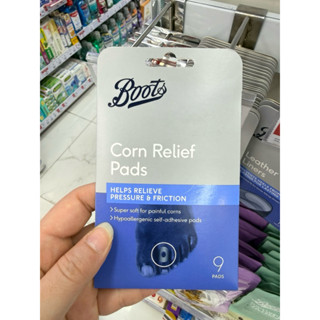 Boots
Corn Relief
Pads
HELPS RELIEVE
PRESSURE & FRICTION
> Super soft for painful corns
> Hypoallergenic self-adhesive pads
9
PADS
Leather